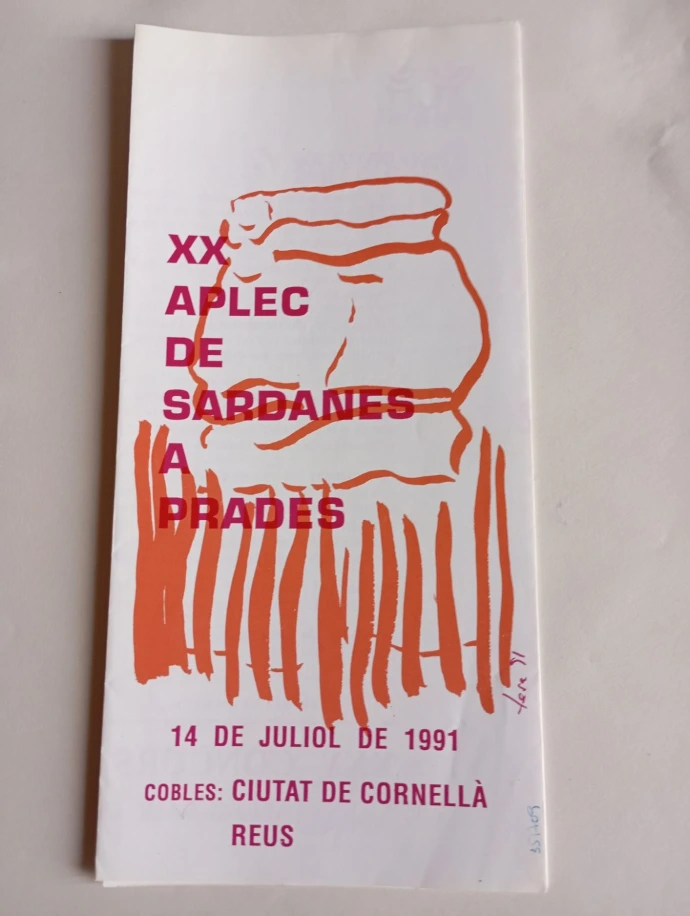 XX
APLEC
DE
SARDANES
A
PRADES
14 DE JULIOL DE 1991
COBLES: CIUTAT DE CORNELLÀ
REUS